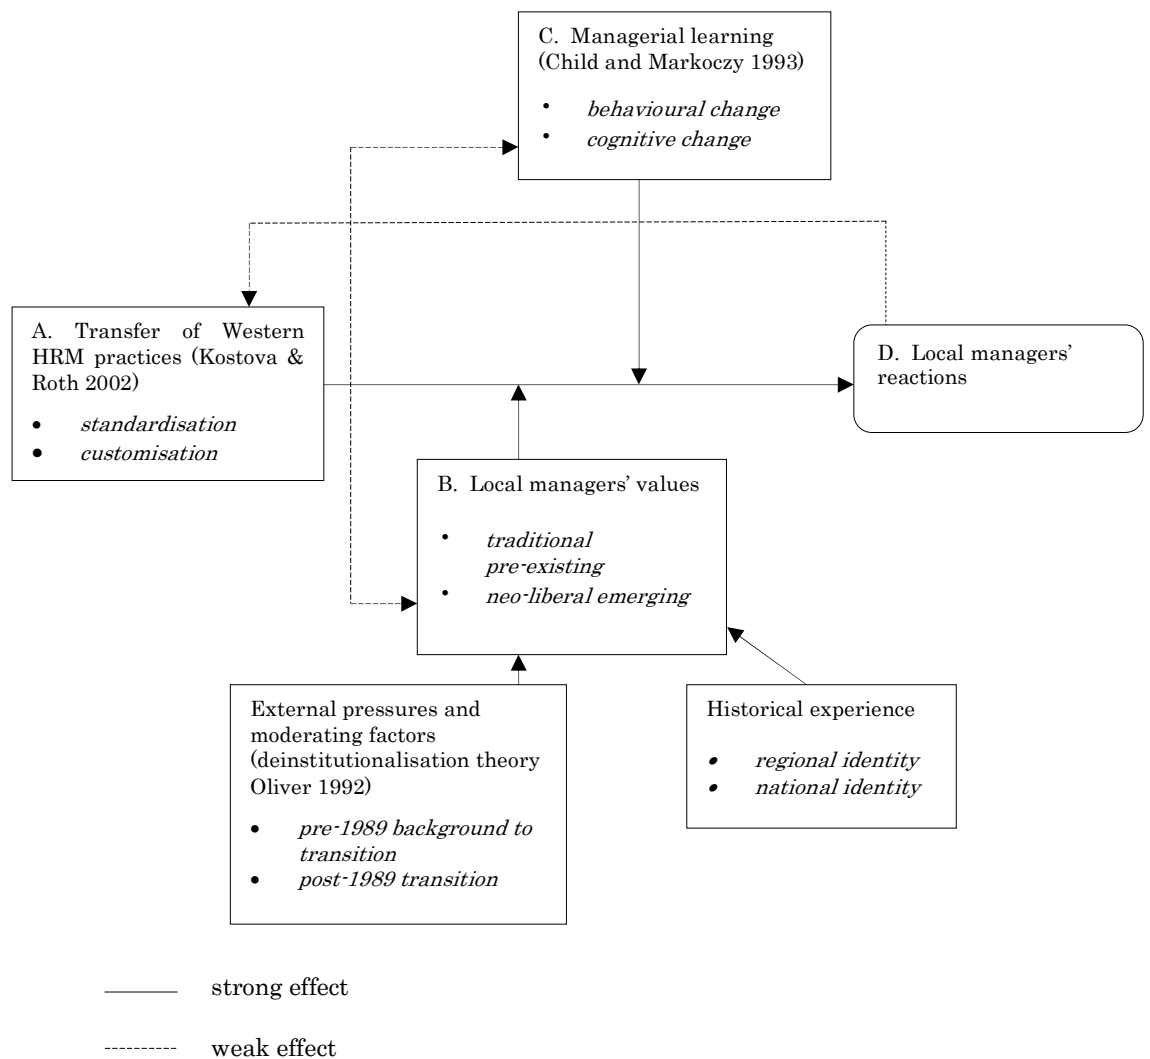 C. Managerial learning
(Child and Markoczy 1993)
• behavioural change
• cognitive change
A. Transfer of Western
HRM practices (Kostova &
Roth 2002)
• standardisation
• customisation
D. Local managers’
reactions
B. Local managers’ values
• traditional
pre-existing
• neo-liberal emerging
External pressures and
moderating factors
(deinstitutionalisation theory
Oliver 1992)
• pre-1989 background to
transition
• post-1989 transition
Historical experience
• regional identity
• national identity
strong effect
weak effect